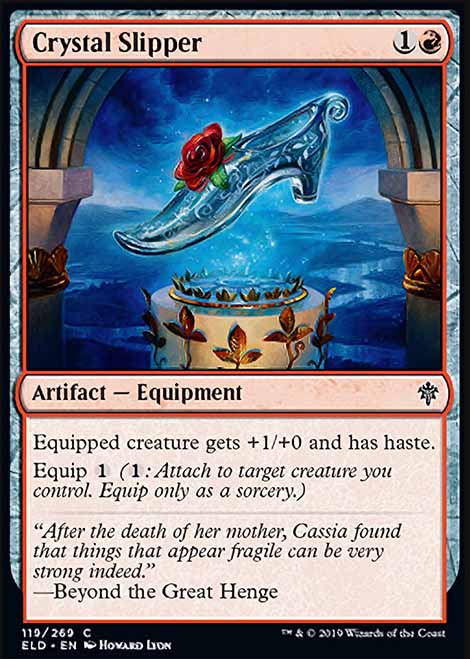 Crystal Slipper 1
Artifact — Equipment
Equipped creature gets +1/+0 and has haste.
Equip 1 (1: Attach to target creature you
control. Equip only as a sorcery.)
“After the death of her mother, Cassia found
that things that appear fragile can be very
strong indeed.”
—Beyond the Great Henge
119/269 C
ELD • EN Howard Lyon
™ & © 2019 Wizards of the Coast